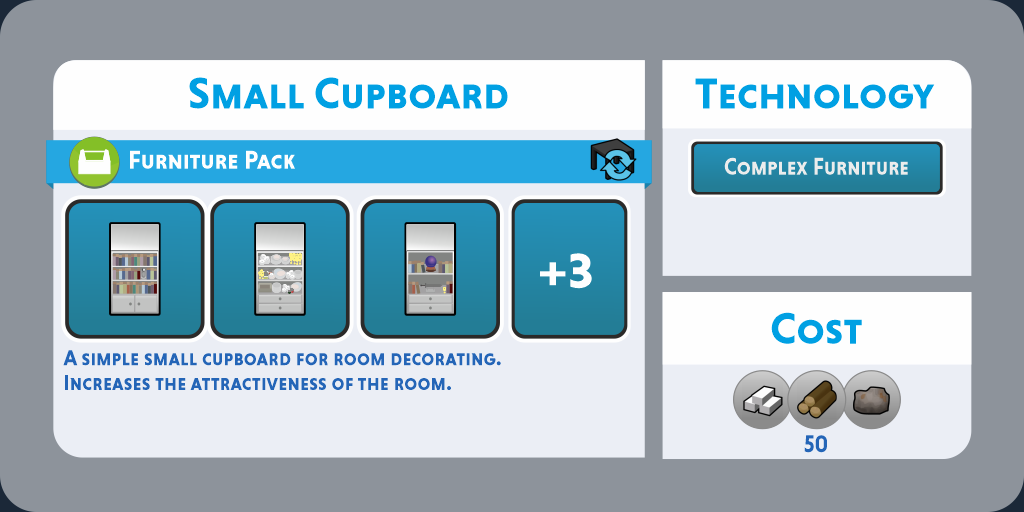 Small Cupboard
Furniture Pack
+3
A simple small cupboard for room decorating.
Increases the attractiveness of the room.
Technology
Complex Furniture
Cost
50